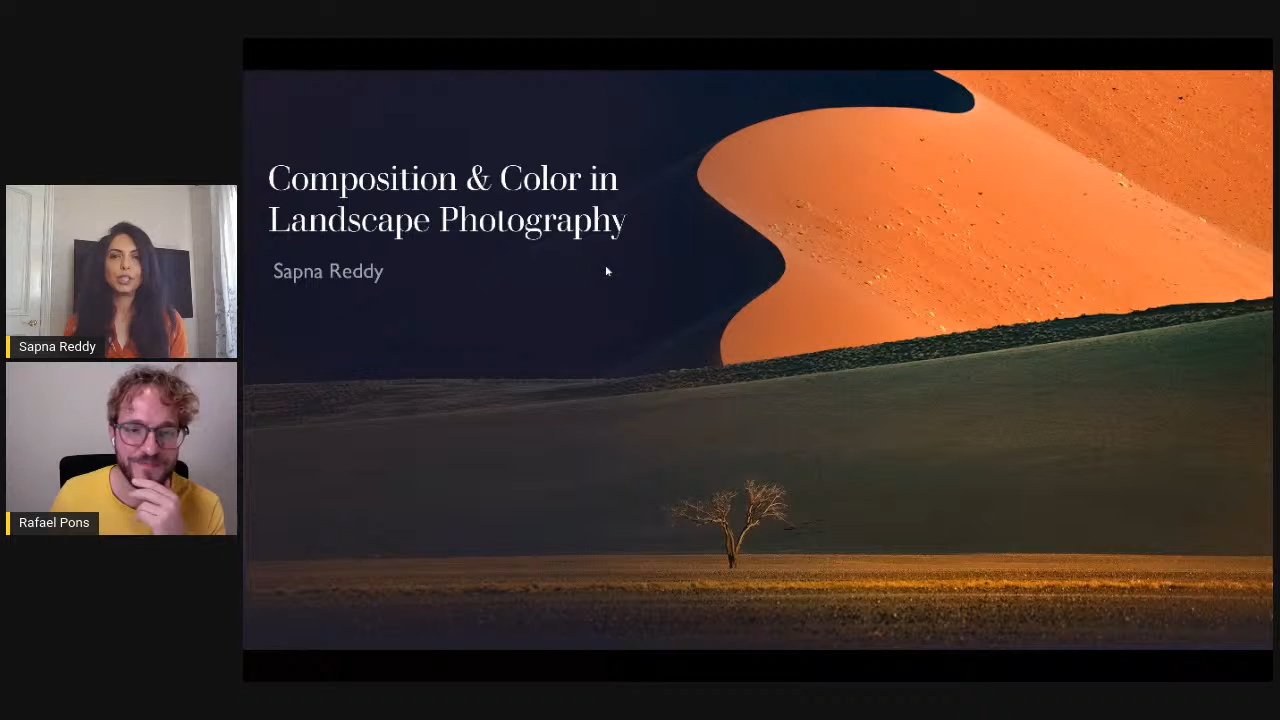 Composition & Color in
Landscape Photography
Sapna Reddy
Sapna Reddy
Rafael Pons